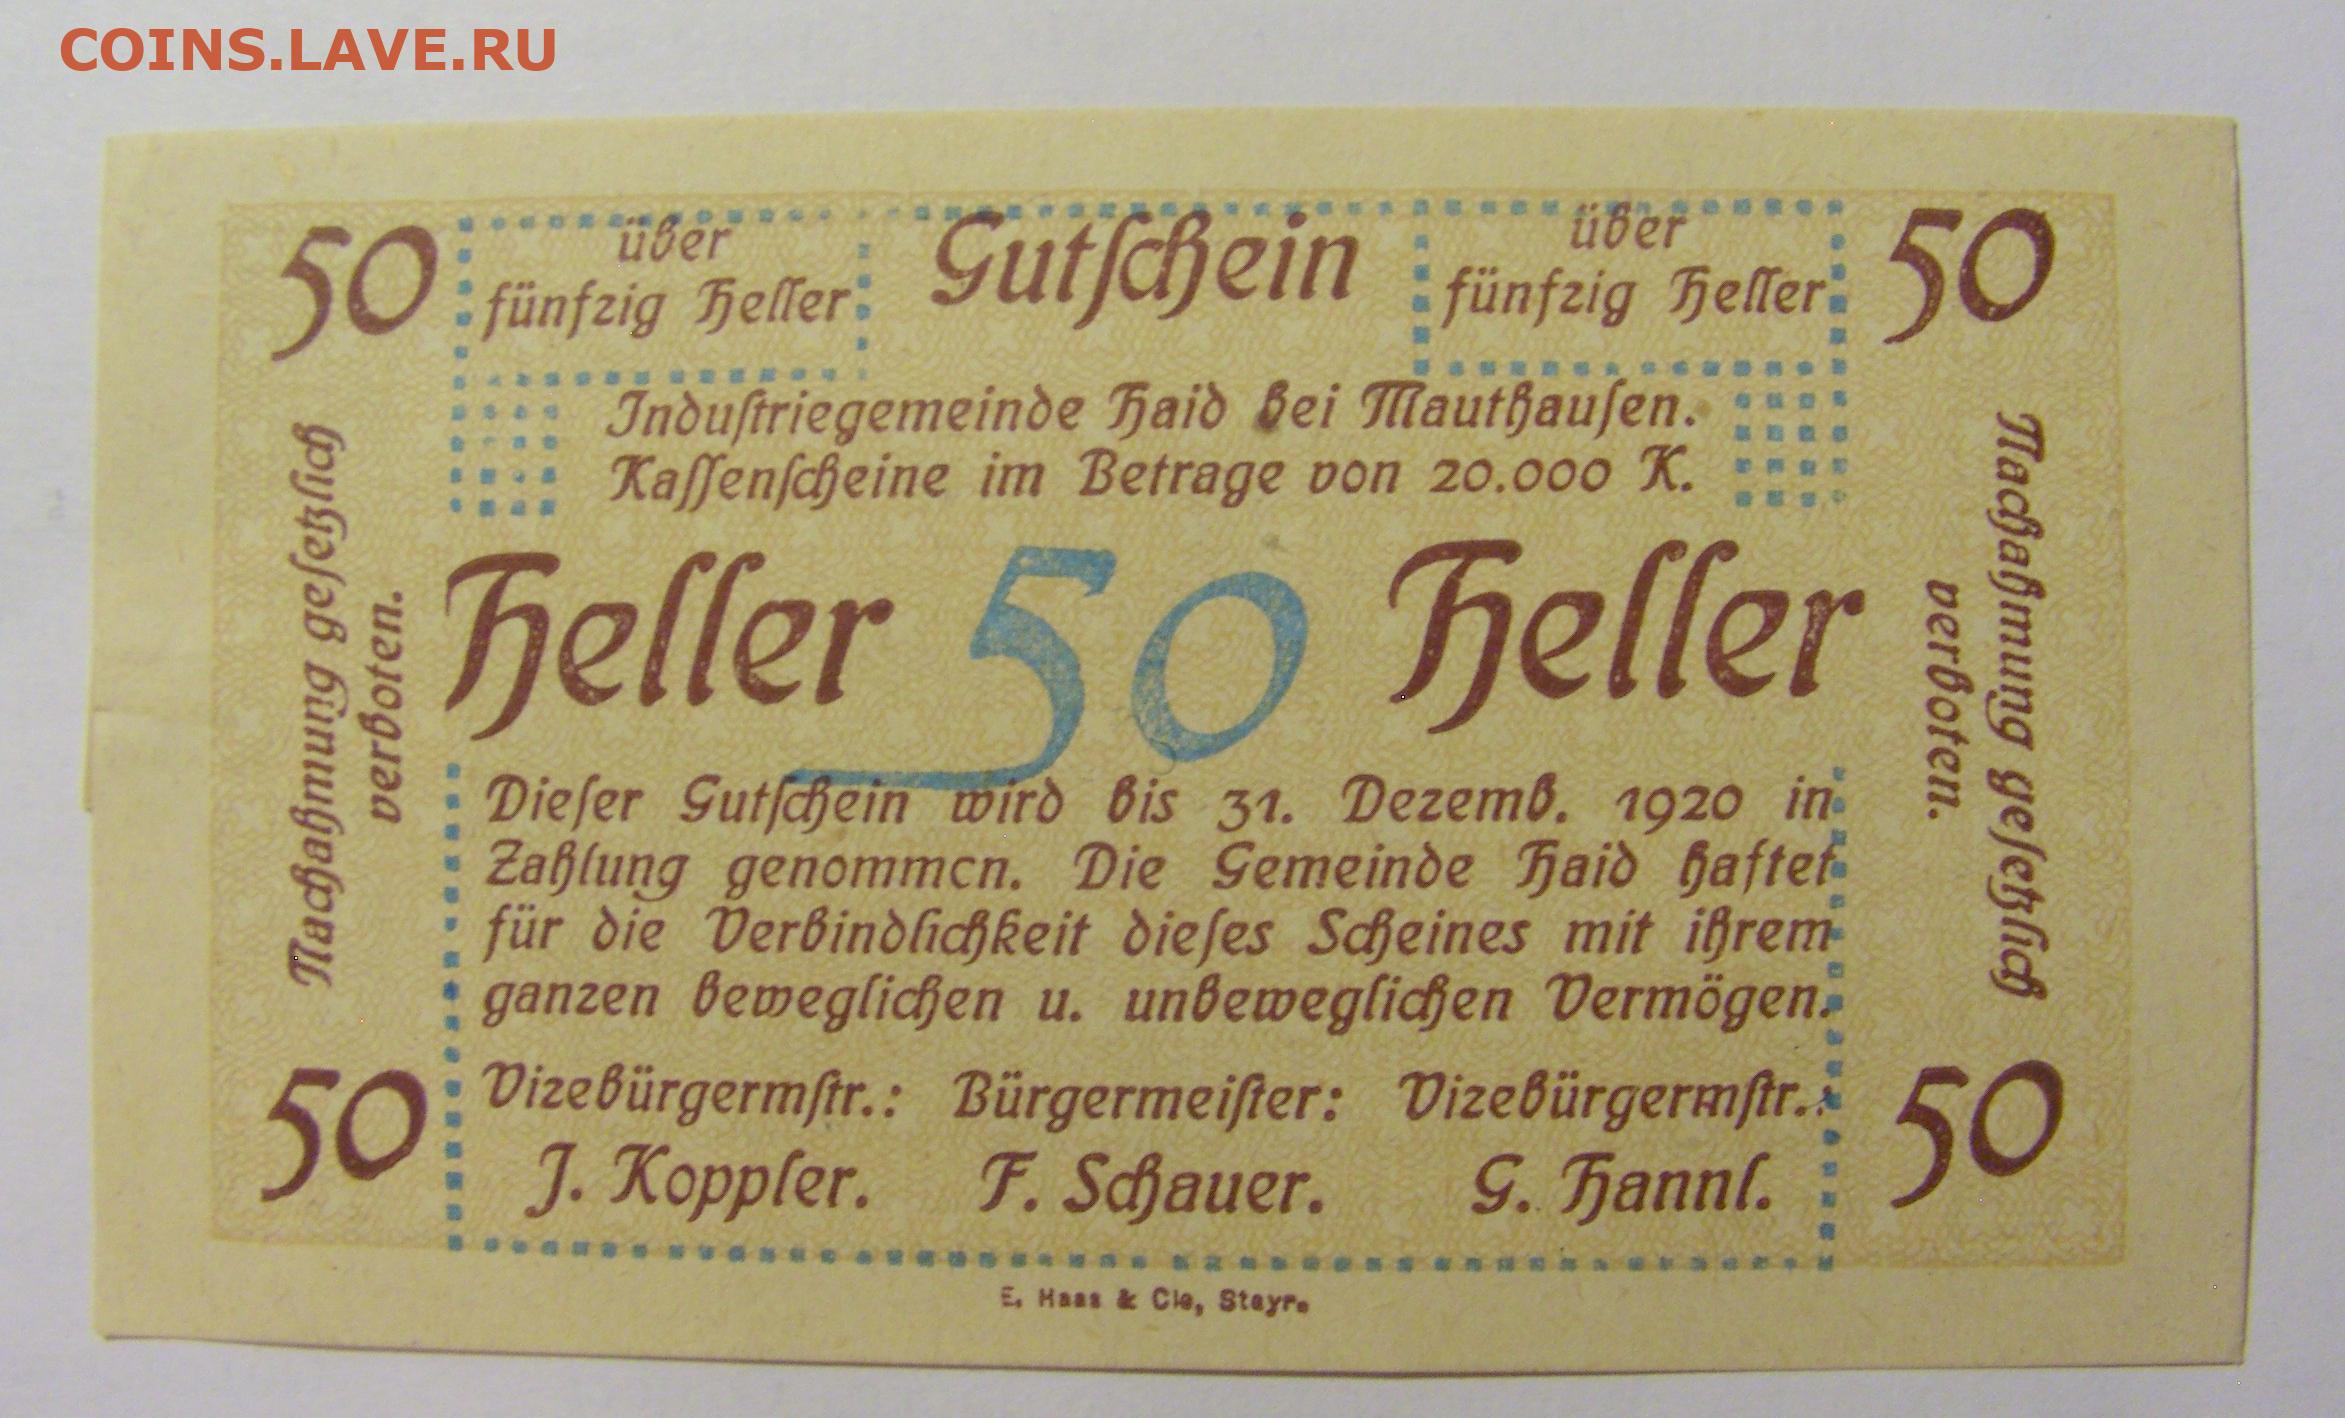 COINS.LAVE.RU
50
über
fünfzig Heller
Gutſchein
über
fünfzig Heller
50
Induſtriegemeinde Haid bei Mauthauſen.
Kaſſenſcheine im Betrage von 20.000 K.
Nachahmung geſetzlich
verboten.
Heller 50 Heller
Nachahmung geſetzlich
verboten.
Dieſer Gutſchein wird bis 31. Dezemb. 1920 in
Zahlung genommcn. Die Gemeinde Haid haftet
für die Verbindlichkeit dieſes Scheines mit ihrem
ganzen beweglichen u. unbeweglichen Vermögen.
50
Vizebürgermſtr.: Bürgermeiſter: Vizebürgermſtr.:
J. Koppler. F. Schauer. G. Hannl.
50
E. Haas & Cie, Steyr.